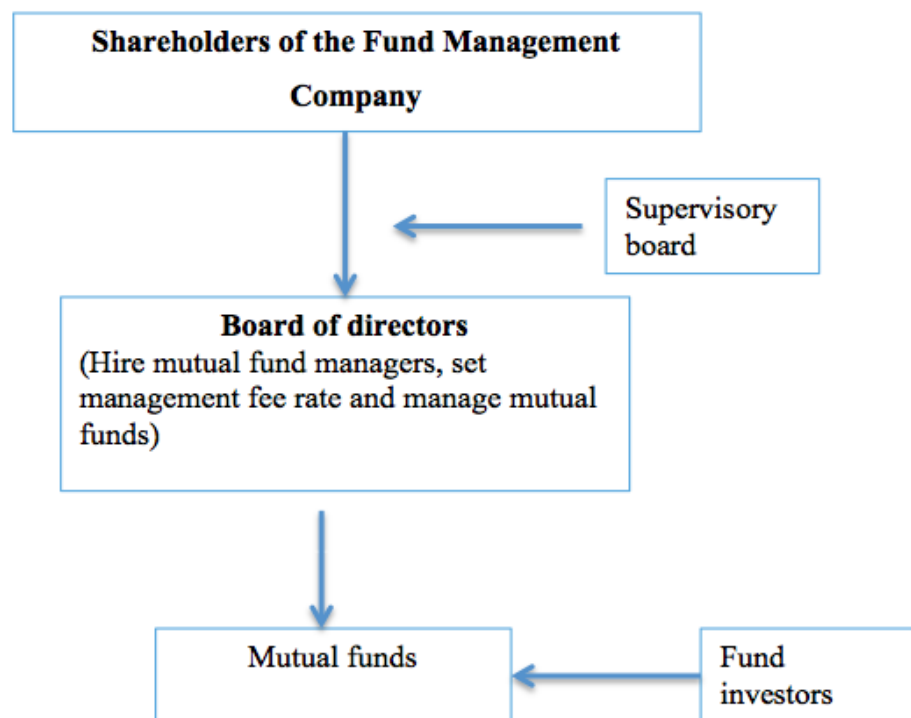 Shareholders of the Fund Management
Company
Supervisory
board
Board of directors
(Hire mutual fund managers, set
management fee rate and manage mutual
funds)
Mutual funds
Fund
investors